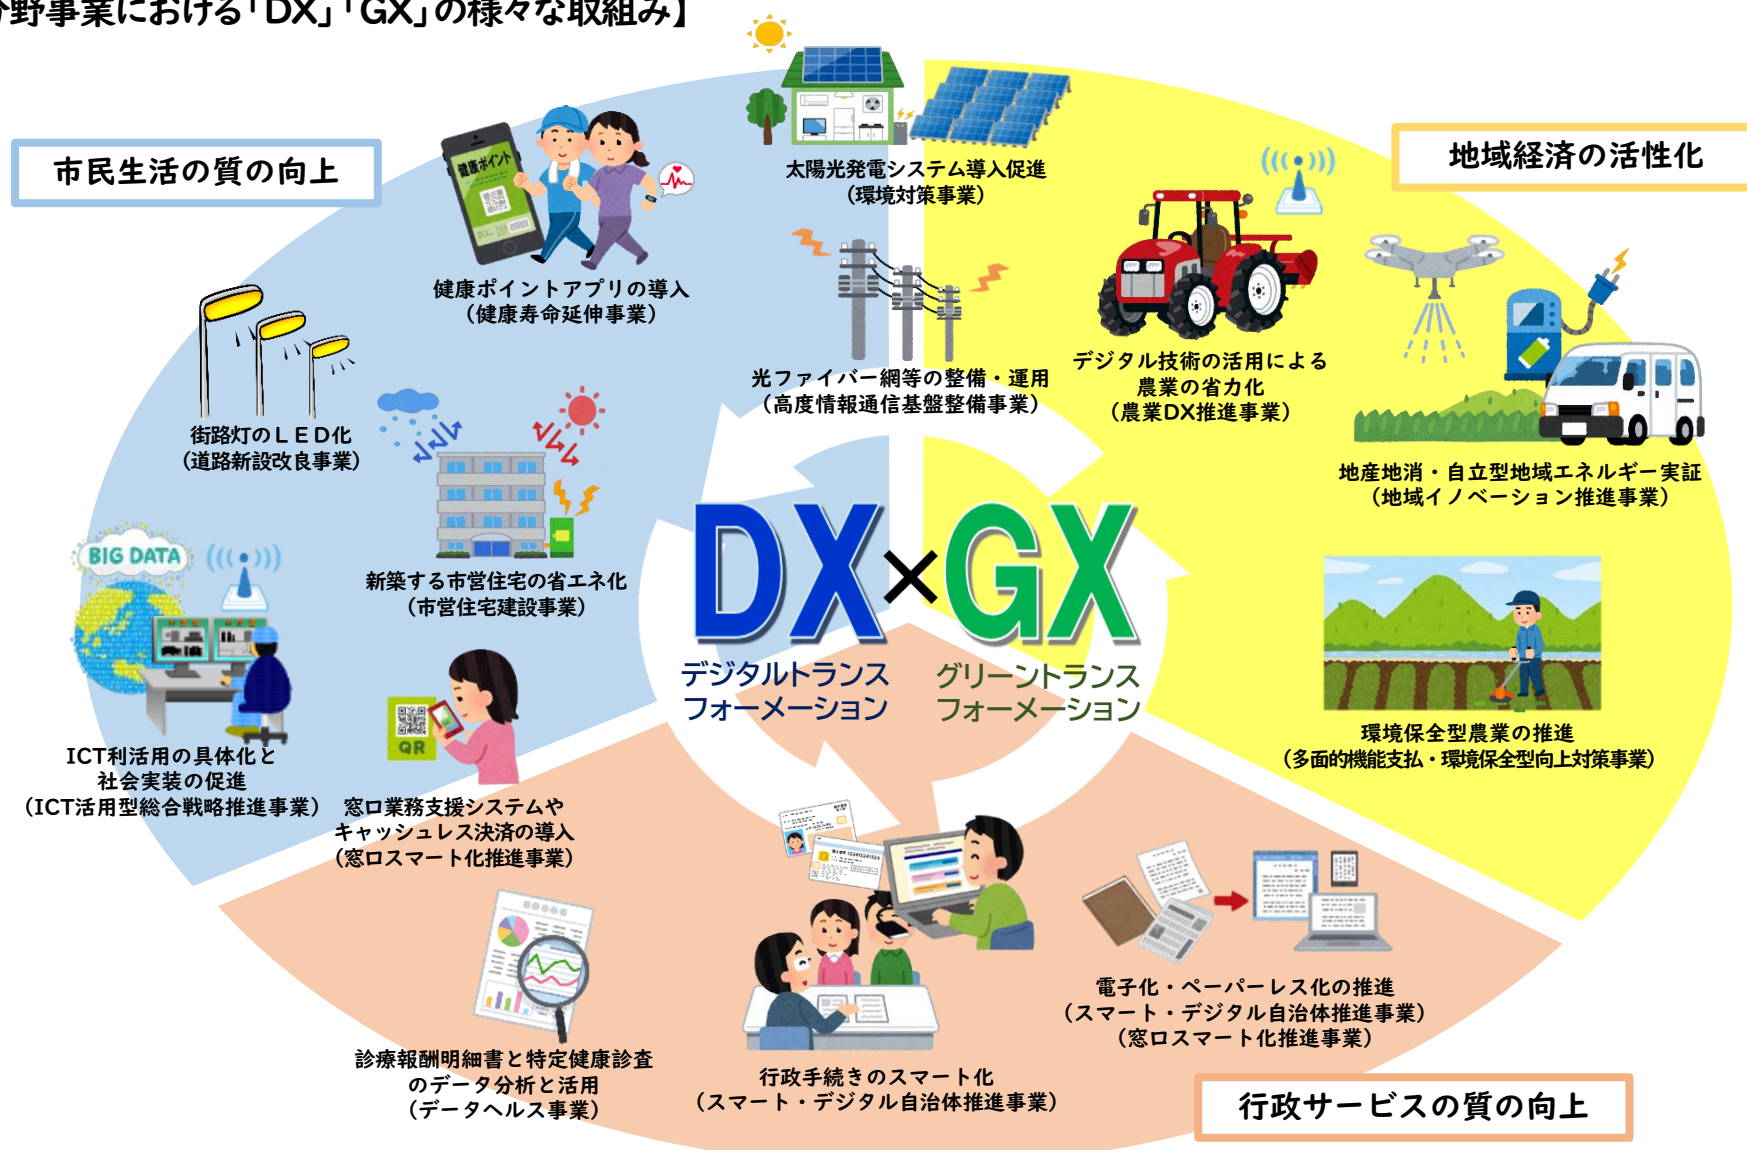 分野事業における「DX」「GX」の様々な取組み】
市民生活の質の向上
地域経済の活性化
健康ポイント
太陽光発電システム導入促進
（環境対策事業）
健康ポイントアプリの導入
（健康寿命延伸事業）
光ファイバー網等の整備・運用
（高度情報通信基盤整備事業）
デジタル技術の活用による
農業の省力化
（農業DX推進事業）
街路灯のＬＥＤ化
（道路新設改良事業）
地産地消・自立型地域エネルギー実証
（地域イノベーション推進事業）
BIG DATA
新築する市営住宅の省エネ化
（市営住宅建設事業）
DX×GX
デジタルトランス
フォーメーション
グリーントランス
フォーメーション
QR
環境保全型農業の推進
（多面的機能支払・環境保全型向上対策事業）
ICT利活用の具体化と
社会実装の促進
（ICT活用型総合戦略推進事業）
窓口業務支援システムや
キャッシュレス決済の導入
（窓口スマート化推進事業）
電子化・ペーパーレス化の推進
（スマート・デジタル自治体推進事業）
（窓口スマート化推進事業）
診療報酬明細書と特定健康診査
のデータ分析と活用
（データヘルス事業）
行政手続きのスマート化
（スマート・デジタル自治体推進事業）
行政サービスの質の向上